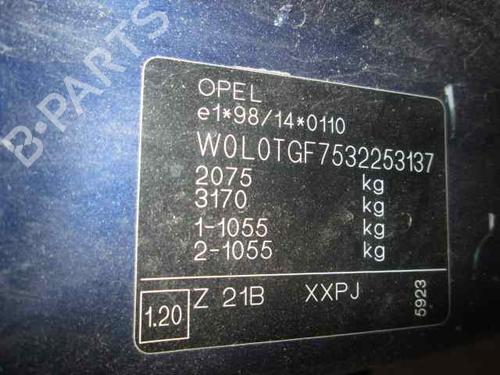 B-PARTS
OPEL
e1*98/14*0110
W0L0TGF7532253137
2075 kg
3170 kg
1-1055 kg
2-1055 kg
1.20 Z 21B XXPJ
5923